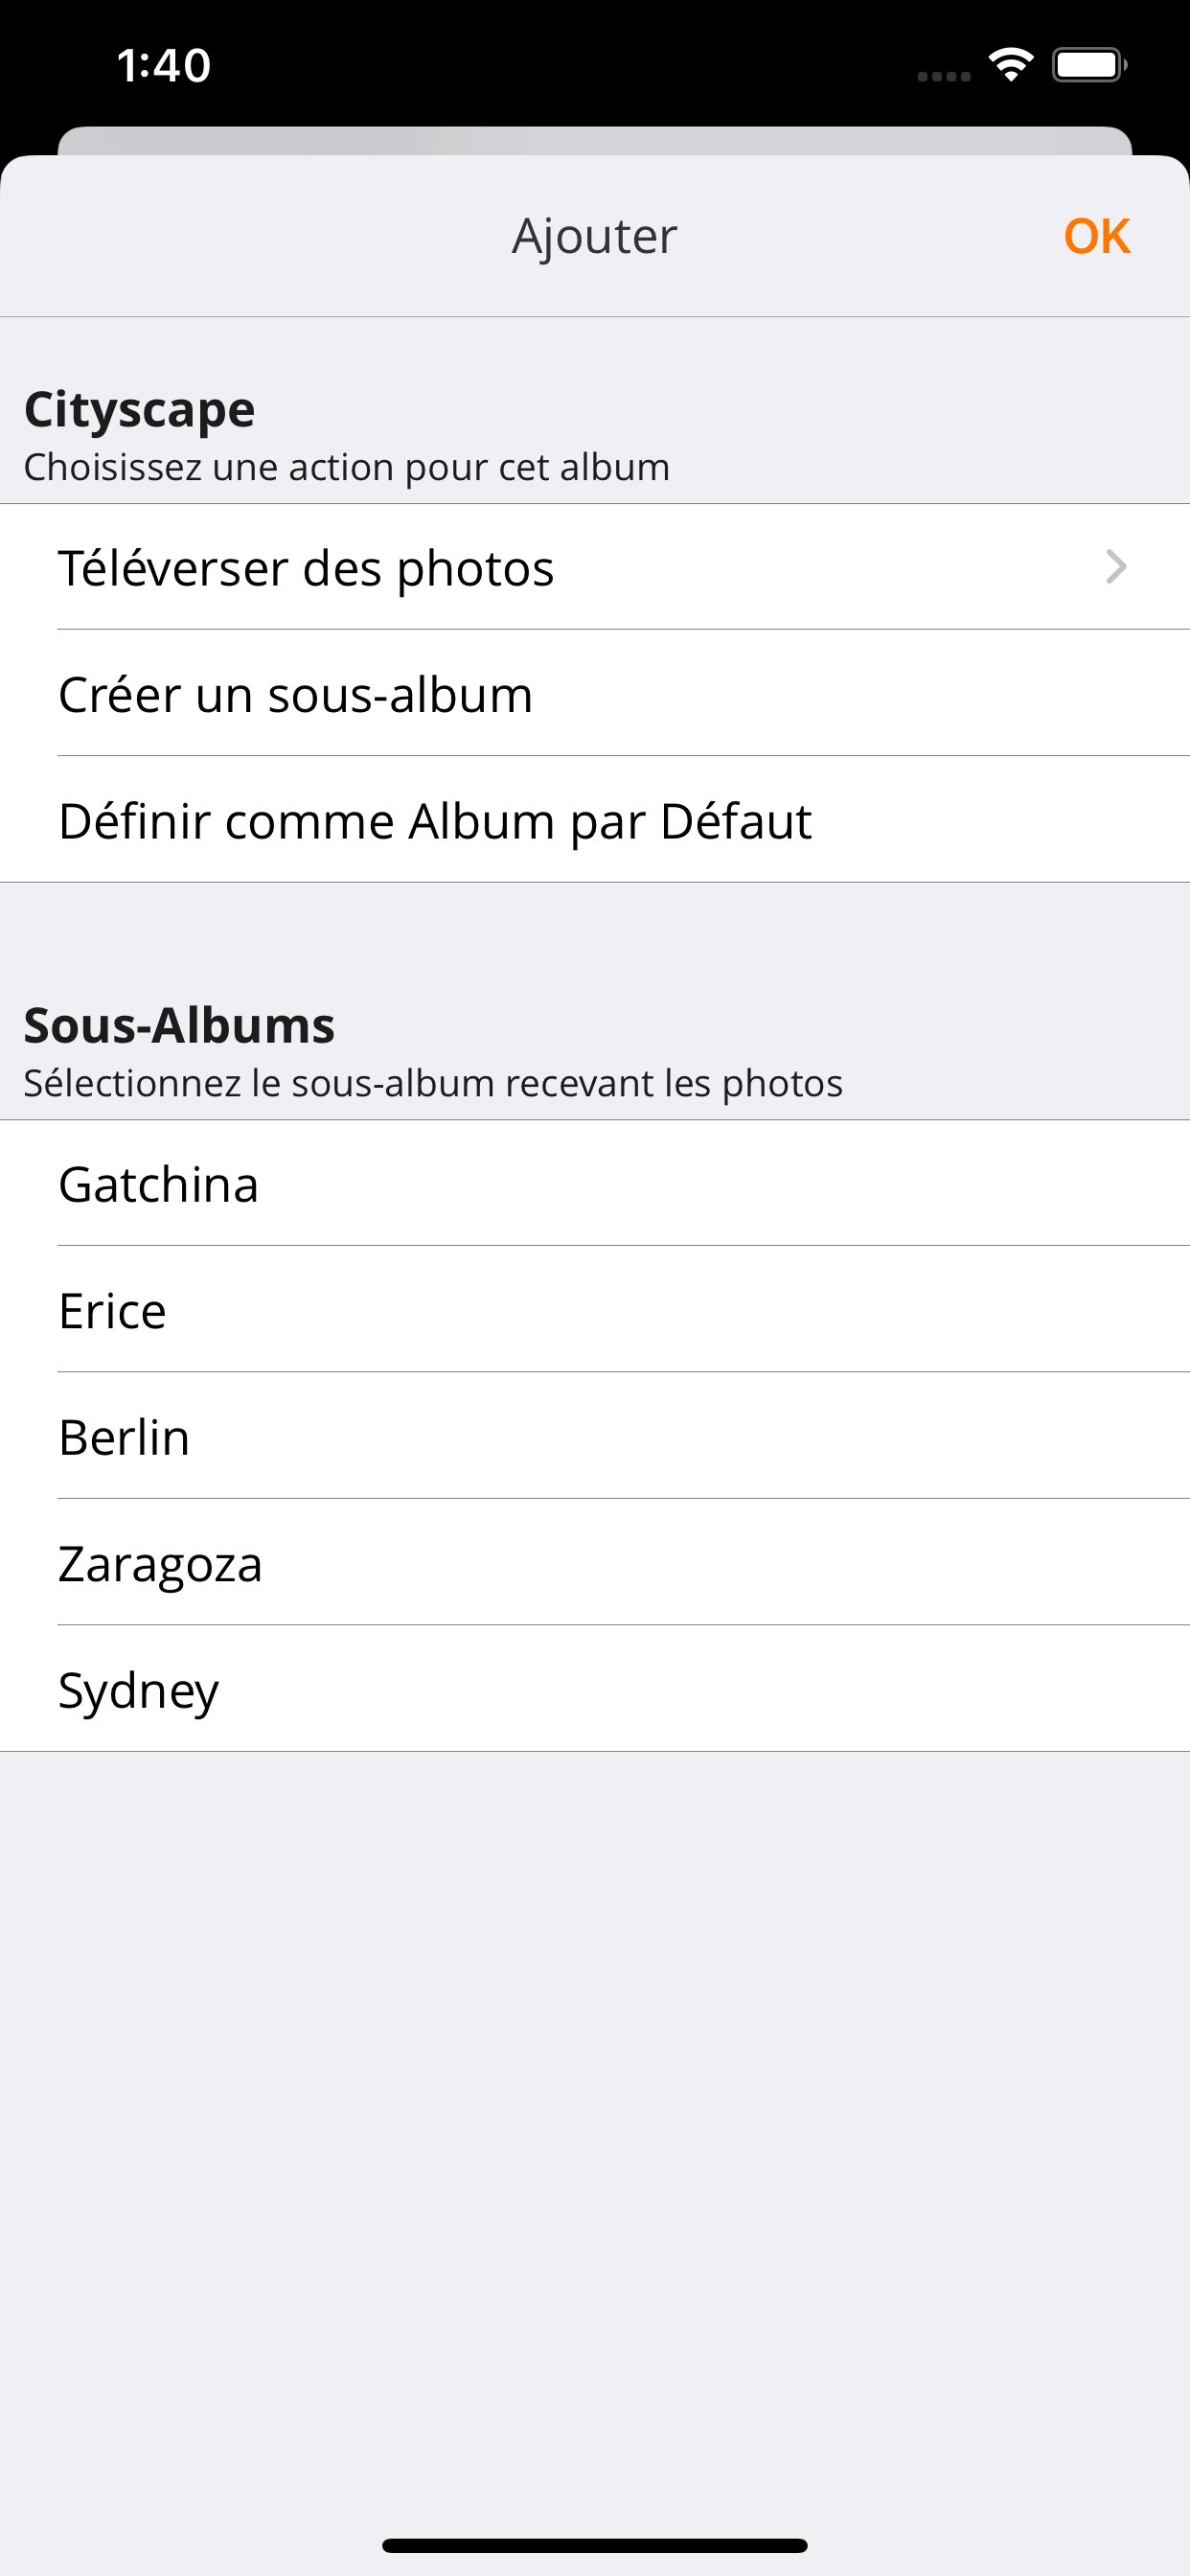 1:40
Ajouter
OK
Cityscape
Choisissez une action pour cet album
Téléverser des photos
Créer un sous-album
Définir comme Album par Défaut
Sous-Albums
Sélectionnez le sous-album recevant les photos
Gatchina
Erice
Berlin
Zaragoza
Sydney